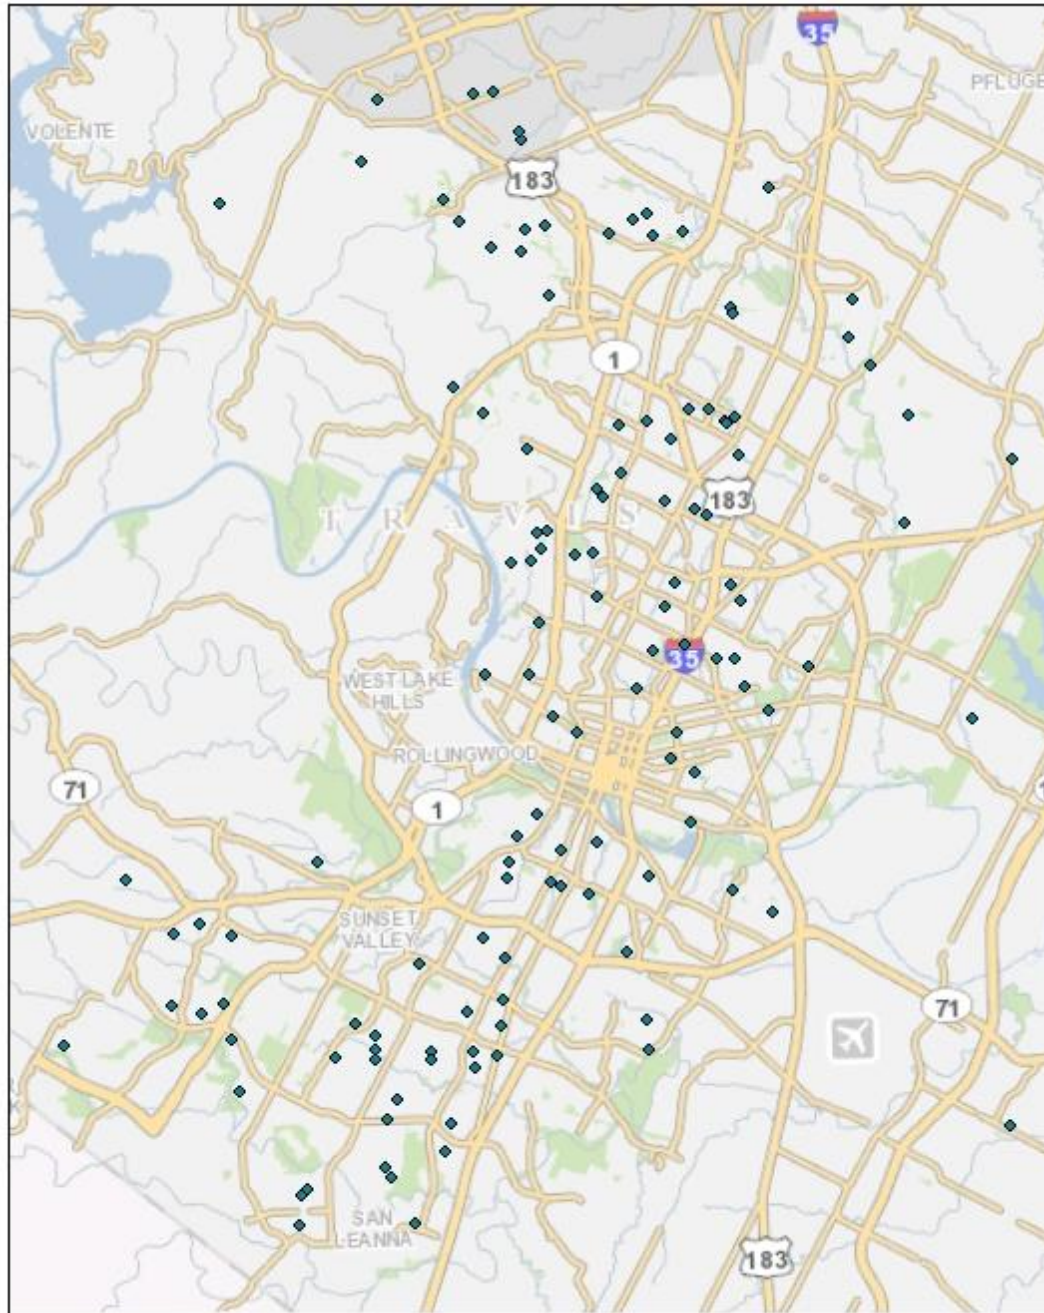 35
PFLUGE
VOLENTE
183
1
183
T R A V I S
35
WEST LAKE
HILLS
ROLLINGWOOD
71
1
SUNSET
VALLEY
71
SAN
LEANNA
183